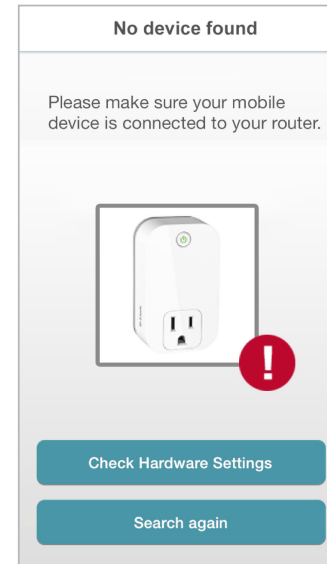 No device found
Please make sure your mobile
device is connected to your router.
Check Hardware Settings
Search again